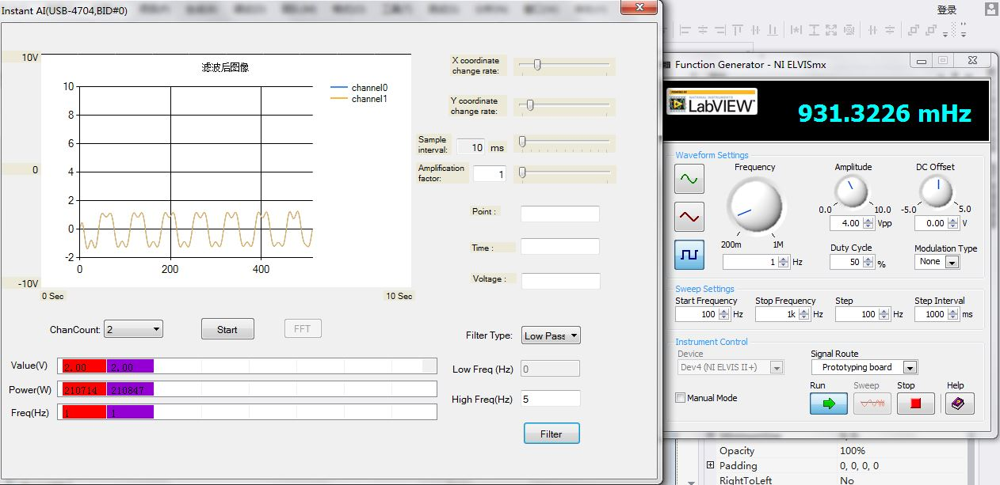 Instant AI(USB-4704,BID#0)
10V
0
-10V
滤波后图像
channel0
channel1
10
8
6
4
2
0
-2
0
200
400
0 Sec
10 Sec
X coordinate
change rate:
Y coordinate
change rate:
Sample
interval:
10
ms
Amplification
factor:
1
Point :
Time :
Voltage :
ChanCount:
2
Start
FFT
Filter Type:
Low Pass
Value(V)
2.00
2.00
Low Freq (Hz)
0
Power(W)
210714
210847
High Freq(Hz)
5
Freq(Hz)
1
1
Filter
登录
Function Generator - NI ELVISmx
POWERED BY
NATIONAL INSTRUMENTS
LabVIEW™
931.3226 mHz
Waveform Settings
Frequency
Amplitude
DC Offset
0.0
10.0
-5.0
5.0
4.00
Vpp
0.00
V
200m
1M
1
Hz
Duty Cycle
50
%
Modulation Type
None
Sweep Settings
Start Frequency
Stop Frequency
Step
Step Interval
100
Hz
1k
Hz
100
Hz
1000
ms
Instrument Control
Device
Signal Route
Dev4 (NI ELVIS II+)
Prototyping board
Run
Sweep
Stop
Help
Manual Mode
Opacity
100%
Padding
0, 0, 0, 0
RightToLeft
No